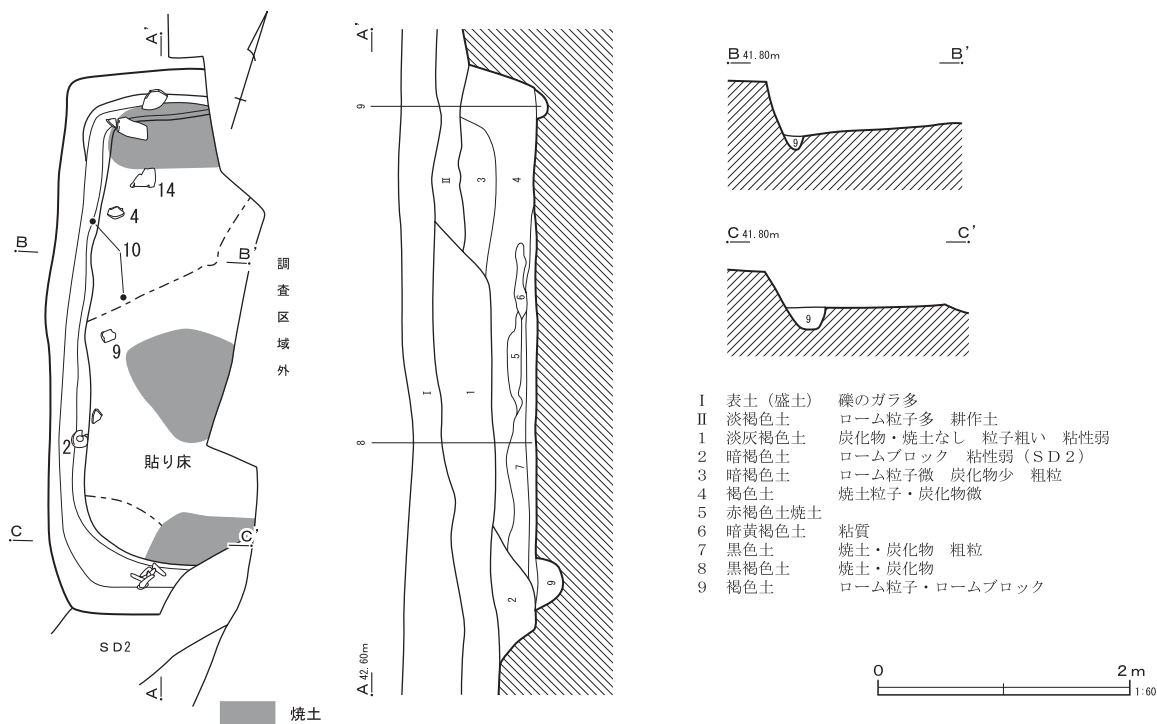 A'
14
4
10
B
B'
調査区域外
9
2
貼り床
C
C'
SD2
A
焼土
A'
9
Ⅱ
3
4
6
5
Ⅰ
1
8
7
2
9
A 42.60m
B 41.80m
B'
9
C 41.80m
C'
9
Ⅰ 表土（盛土） 礫のガラ多
Ⅱ 淡褐色土 ローム粒子多 耕作土
1 淡灰褐色土 炭化物・焼土なし 粒子粗い 粘性弱
2 暗褐色土 ロームブロック 粘性弱（ＳＤ２）
3 暗褐色土 ローム粒子微 炭化物少 粗粒
4 褐色土 焼土粒子・炭化物微
5 赤褐色土焼土
6 暗黄褐色土 粘質
7 黒色土 焼土・炭化物 粗粒
8 黒褐色土 焼土・炭化物
9 褐色土 ローム粒子・ロームブロック
0 2m
1:60